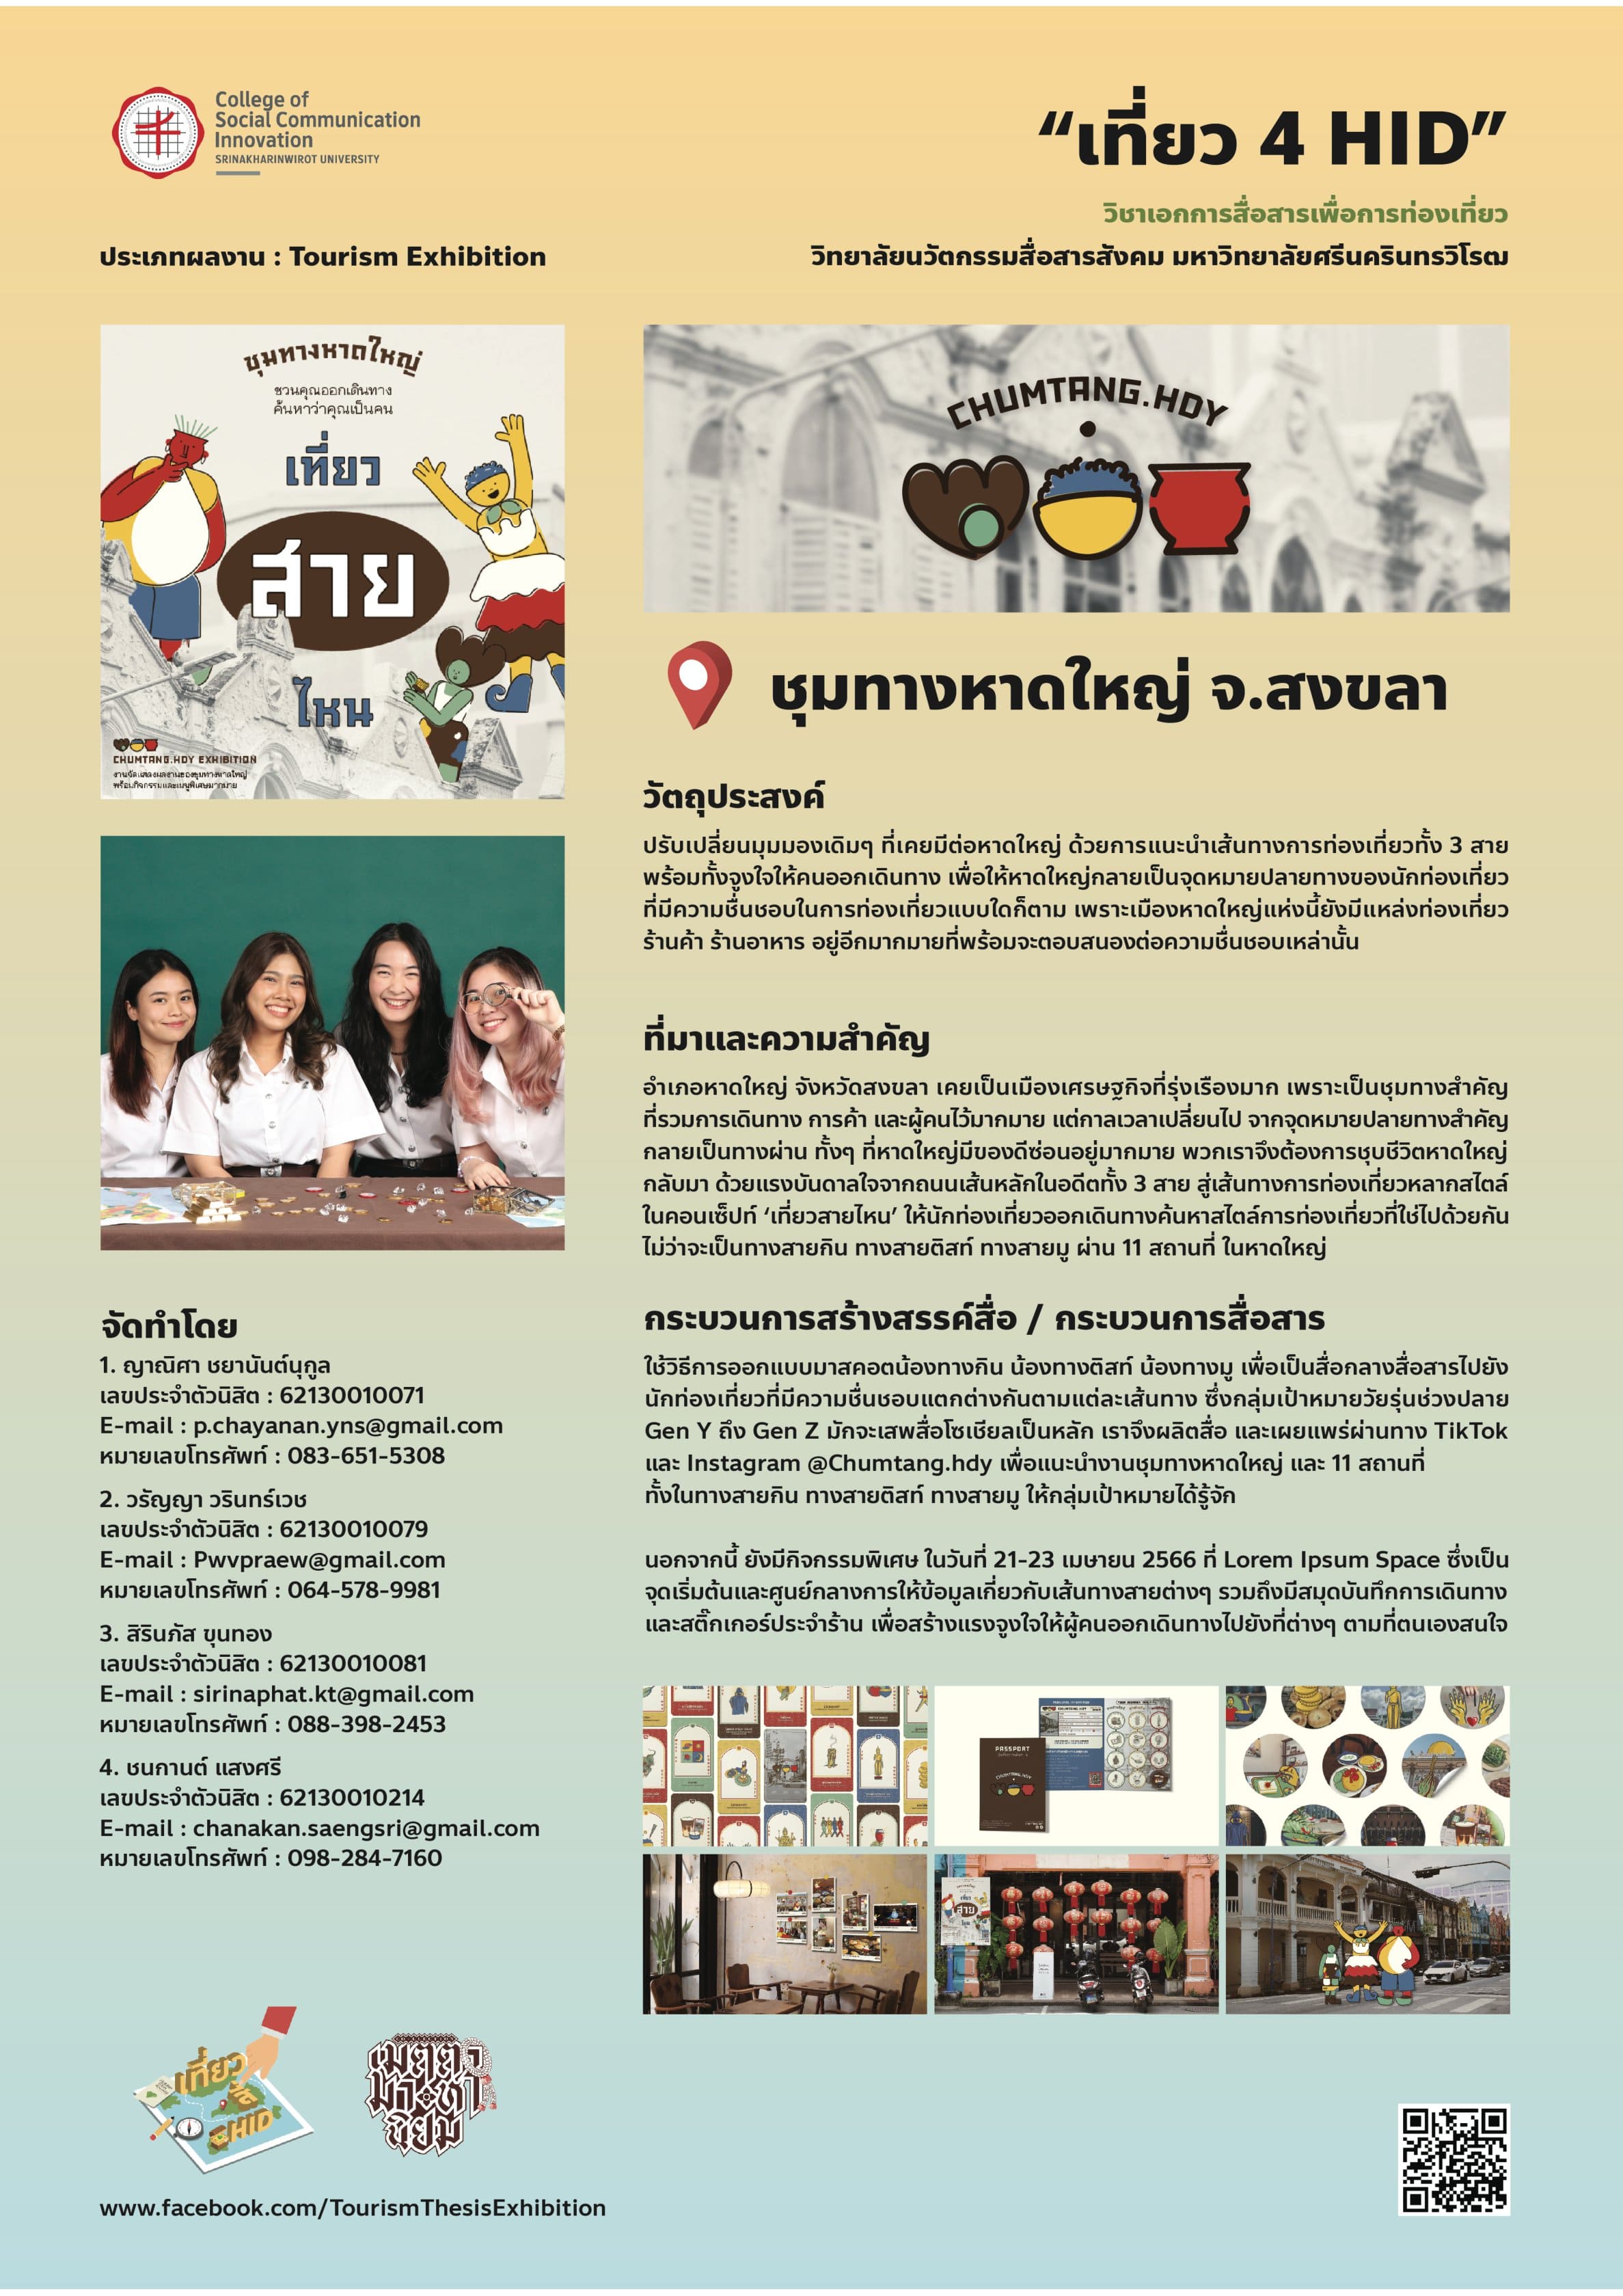 College of
Social Communication
Innovation
SRINAKHARINWIROT UNIVERSITY
“เที่ยว 4 HID”
วิชาเอกการสื่อสารเพื่อการท่องเที่ยว
ประเภทผลงาน : Tourism Exhibition
วิทยาลัยนวัตกรรมสื่อสารสังคม มหาวิทยาลัยศรีนครินทรวิโรฒ
ชุมทางหาดใหญ่
ชวนคุณออกเดินทาง
ค้นหาว่าคุณเป็นคน
เที่ยว
สาย
ไหน
CHUMTANG.HDY EXHIBITION
งานจัดแสดงผลงานของชุมทางหาดใหญ่
พร้อมกิจกรรมและเมนูพิเศษมากมาย
CHUMTANG.HDY
ชุมทางหาดใหญ่ จ.สงขลา
วัตถุประสงค์
ปรับเปลี่ยนมุมมองเดิมๆ ที่เคยมีต่อหาดใหญ่ ด้วยการแนะนำเส้นทางการท่องเที่ยวทั้ง 3 สาย
พร้อมทั้งจูงใจให้คนออกเดินทาง เพื่อให้หาดใหญ่กลายเป็นจุดหมายปลายทางของนักท่องเที่ยว
ที่มีความชื่นชอบในการท่องเที่ยวแบบใดก็ตาม เพราะเมืองหาดใหญ่แห่งนี้ยังมีแหล่งท่องเที่ยว
ร้านค้า ร้านอาหาร อยู่อีกมากมายที่พร้อมจะตอบสนองต่อความชื่นชอบเหล่านั้น
ที่มาและความสำคัญ
อำเภอหาดใหญ่ จังหวัดสงขลา เคยเป็นเมืองเศรษฐกิจที่รุ่งเรืองมาก เพราะเป็นชุมทางสำคัญ
ที่รวมการเดินทาง การค้า และผู้คนไว้มากมาย แต่กาลเวลาเปลี่ยนไป จากจุดหมายปลายทางสำคัญ
กลายเป็นทางผ่าน ทั้งๆ ที่หาดใหญ่มีของดีซ่อนอยู่มากมาย พวกเราจึงต้องการชุบชีวิตหาดใหญ่
กลับมา ด้วยแรงบันดาลใจจากถนนเส้นหลักในอดีตทั้ง 3 สาย สู่เส้นทางการท่องเที่ยวหลากสไตล์
ในคอนเซ็ปท์ ‘เที่ยวสายไหน’ ให้นักท่องเที่ยวออกเดินทางค้นหาสไตล์การท่องเที่ยวที่ใช่ไปด้วยกัน
ไม่ว่าจะเป็นทางสายกิน ทางสายติสท์ ทางสายมู ผ่าน 11 สถานที่ ในหาดใหญ่
กระบวนการสร้างสรรค์สื่อ / กระบวนการสื่อสาร
ใช้วิธีการออกแบบมาสคอตน้องทางกิน น้องทางติสท์ น้องทางมู เพื่อเป็นสื่อกลางสื่อสารไปยัง
นักท่องเที่ยวที่มีความชื่นชอบแตกต่างกันตามแต่ละเส้นทาง ซึ่งกลุ่มเป้าหมายวัยรุ่นช่วงปลาย
Gen Y ถึง Gen Z มักจะเสพสื่อโซเชียลเป็นหลัก เราจึงผลิตสื่อ และเผยแพร่ผ่านทาง TikTok
และ Instagram @Chumtang.hdy เพื่อแนะนำงานชุมทางหาดใหญ่ และ 11 สถานที่
ทั้งในทางสายกิน ทางสายติสท์ ทางสายมู ให้กลุ่มเป้าหมายได้รู้จัก
นอกจากนี้ ยังมีกิจกรรมพิเศษ ในวันที่ 21-23 เมษายน 2566 ที่ Lorem Ipsum Space ซึ่งเป็น
จุดเริ่มต้นและศูนย์กลางการให้ข้อมูลเกี่ยวกับเส้นทางสายต่างๆ รวมถึงมีสมุดบันทึกการเดินทาง
และสติ๊กเกอร์ประจำร้าน เพื่อสร้างแรงจูงใจให้ผู้คนออกเดินทางไปยังที่ต่างๆ ตามที่ตนเองสนใจ
จัดทำโดย
1. ญาณิศา ชยานันต์นุกูล
เลขประจำตัวนิสิต : 62130010071
E-mail : p.chayanan.yns@gmail.com
หมายเลขโทรศัพท์ : 083-651-5308
2. วรัญญา วรินทร์เวช
เลขประจำตัวนิสิต : 62130010079
E-mail : Pwvpraew@gmail.com
หมายเลขโทรศัพท์ : 064-578-9981
3. สิรินภัส ขุนทอง
เลขประจำตัวนิสิต : 62130010081
E-mail : sirinaphat.kt@gmail.com
หมายเลขโทรศัพท์ : 088-398-2453
4. ชนกานต์ แสงศรี
เลขประจำตัวนิสิต : 62130010214
E-mail : chanakan.saengsri@gmail.com
หมายเลขโทรศัพท์ : 098-284-7160
PASSPORT
CHUMTANG.HDY
เที่ยว
สาย
ไหน
เที่ยว
4
HID
เมตตา
มหา
นิยม
www.facebook.com/TourismThesisExhibition